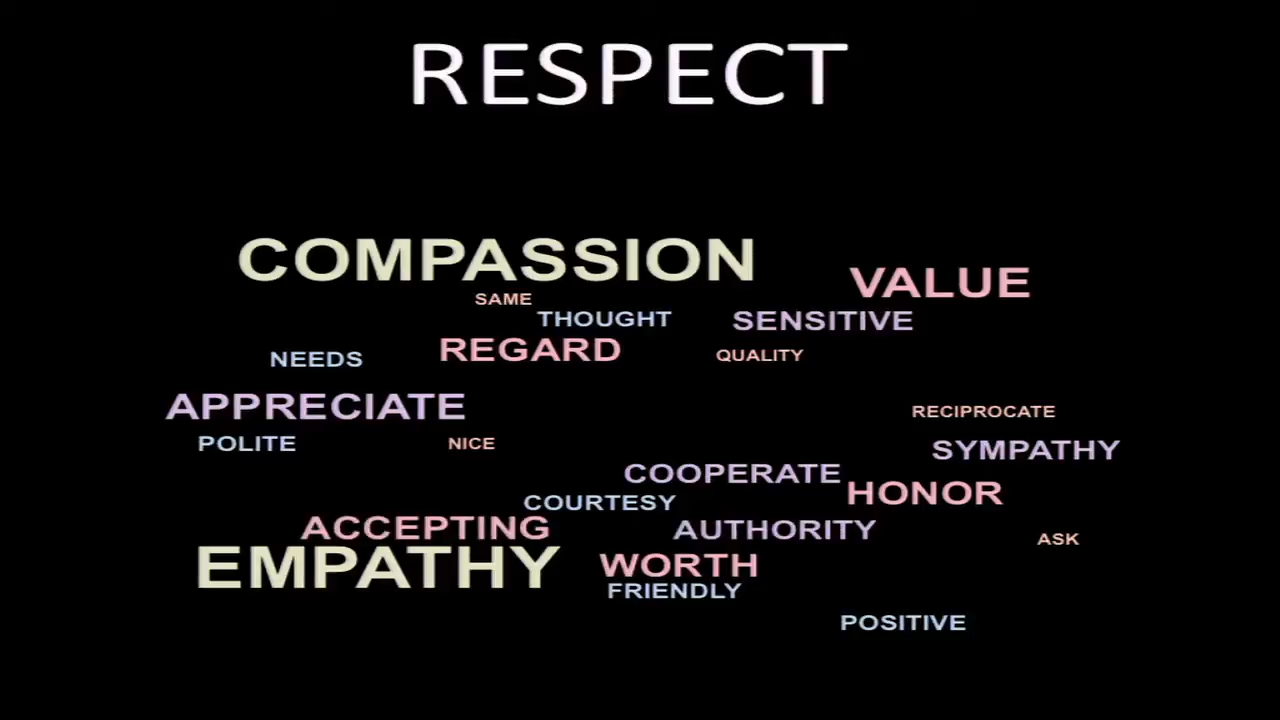 RESPECT
COMPASSION
VALUE
SAME
THOUGHT
SENSITIVE
REGARD
QUALITY
NEEDS
APPRECIATE
RECIPROCATE
POLITE
NICE
SYMPATHY
COOPERATE
HONOR
COURTESY
ACCEPTING
AUTHORITY
ASK
EMPATHY
WORTH
FRIENDLY
POSITIVE